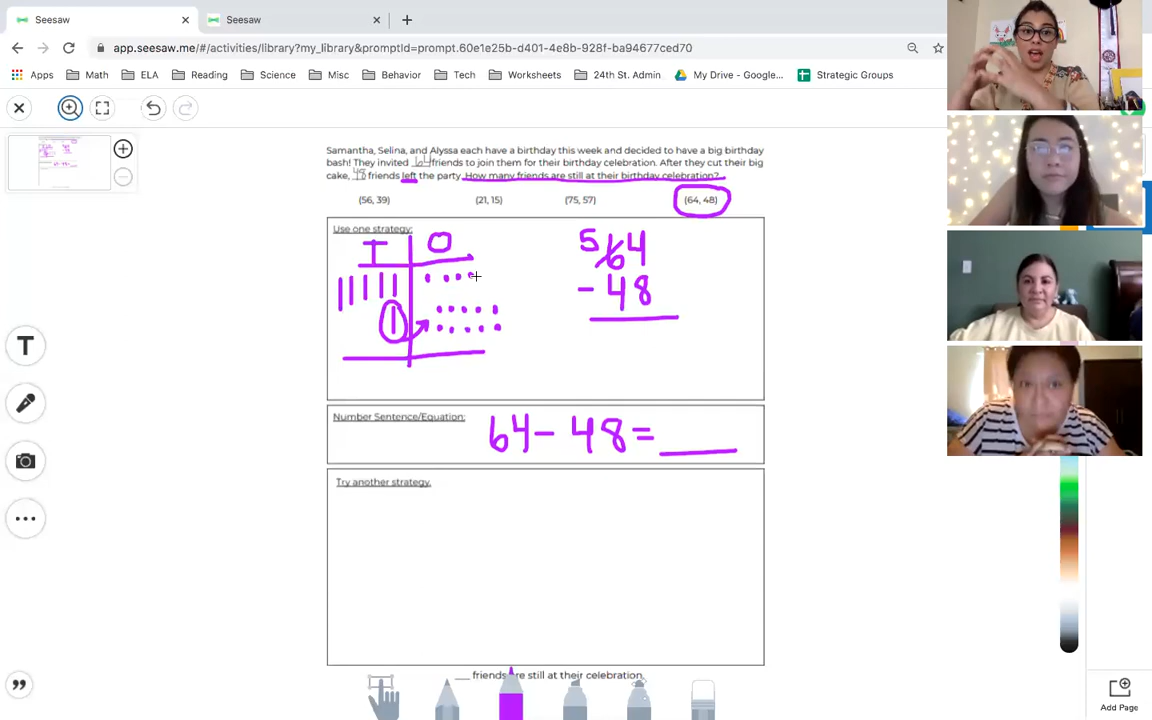 Seesaw
Seesaw
app.seesaw.me/#/activities/library?my_library&promptId=prompt.60e1e25b-d401-4e8b-928f-ba94677ced70
Apps Math ELA Reading Science Misc Behavior Tech Worksheets 24th St. Admin My Drive - Google... Strategic Groups
Samantha, Selina, and Alyssa each have a birthday this week and decided to have a big birthday
bash! They invited 64 friends to join them for their birthday celebration. After they cut their big
cake, 48 friends left the party. How many friends are still at their birthday celebration?
(56, 39) (21, 15) (75, 57) (64, 48)
Use one strategy:
T O
5 64
- 48
Number Sentence/Equation:
64 - 48 = ____
Try another strategy.
___ friends are still at their celebration.
T
Add Page